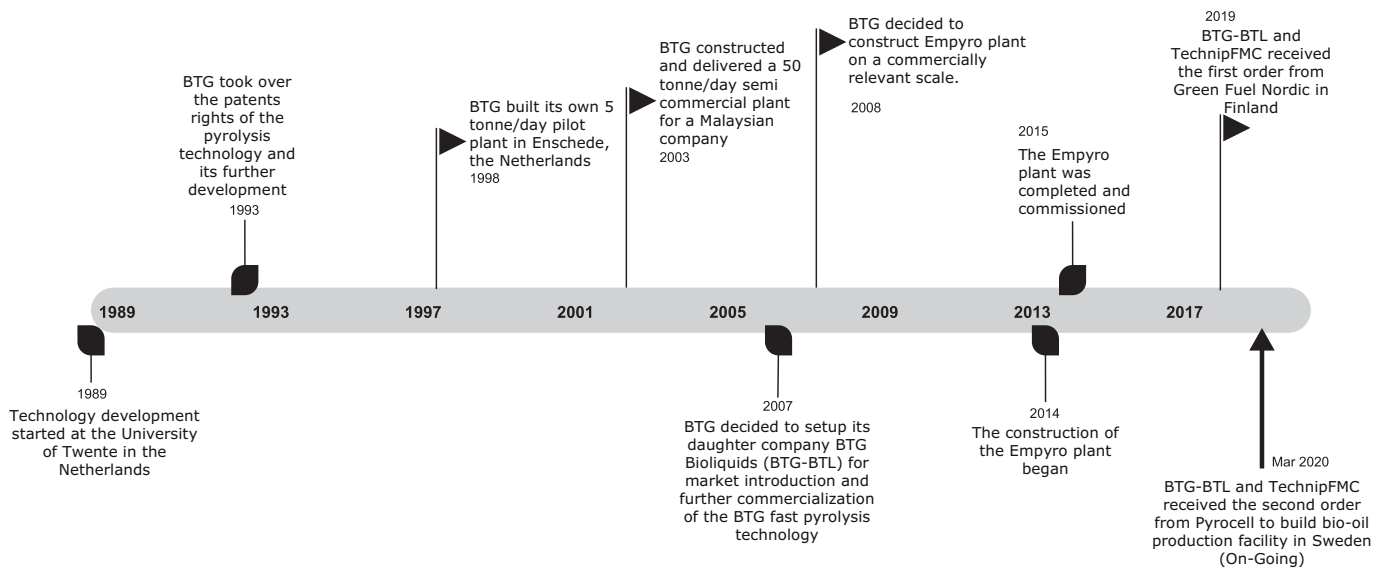 BTG took over
the patents
rights of the
pyrolysis
technology and
its further
development
1993
BTG built its own 5
tonne/day pilot
plant in Enschede,
the Netherlands
1998
BTG constructed
and delivered a 50
tonne/day semi
commercial plant
for a Malaysian
company
2003
BTG decided to
construct Empyro plant
on a commercially
relevant scale.
2008
2015
The Empyro
plant was
completed and
commissioned
2019
BTG-BTL and
TechnipFMC received
the first order from
Green Fuel Nordic in
Finland
1989 1993 1997 2001 2005 2009 2013 2017
1989
Technology development
started at the University
of Twente in the
Netherlands
2007
BTG decided to setup its
daughter company BTG
Bioliquids (BTG-BTL) for
market introduction and
further commercialization
of the BTG fast pyrolysis
technology
2014
The construction of
the Empyro plant
began
Mar 2020
BTG-BTL and TechnipFMC
received the second order
from Pyrocell to build bio-oil
production facility in Sweden
(On-Going)